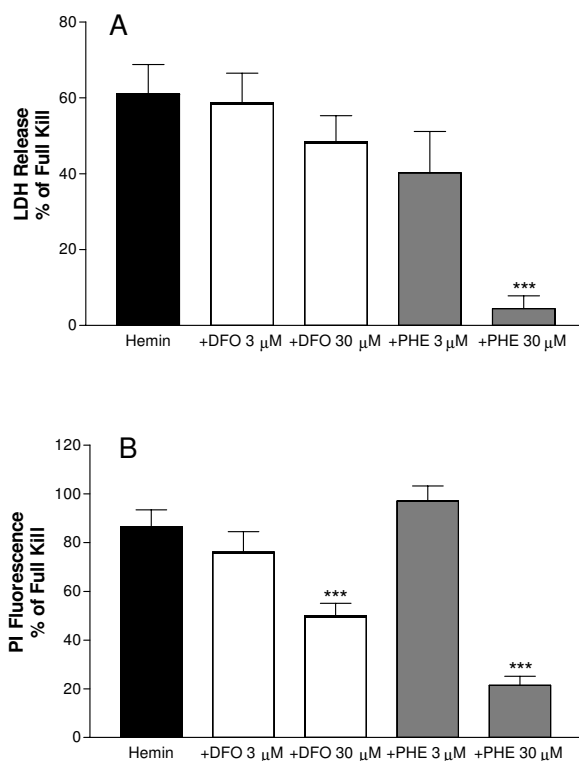 A
LDH Release
% of Full Kill
80
60
40
20
0
***
Hemin +DFO 3 μM +DFO 30 μM +PHE 3 μM +PHE 30 μM
B
PI Fluorescence
% of Full Kill
120
100
80
60
40
20
0
***
***
Hemin +DFO 3 μM +DFO 30 μM +PHE 3 μM +PHE 30 μM